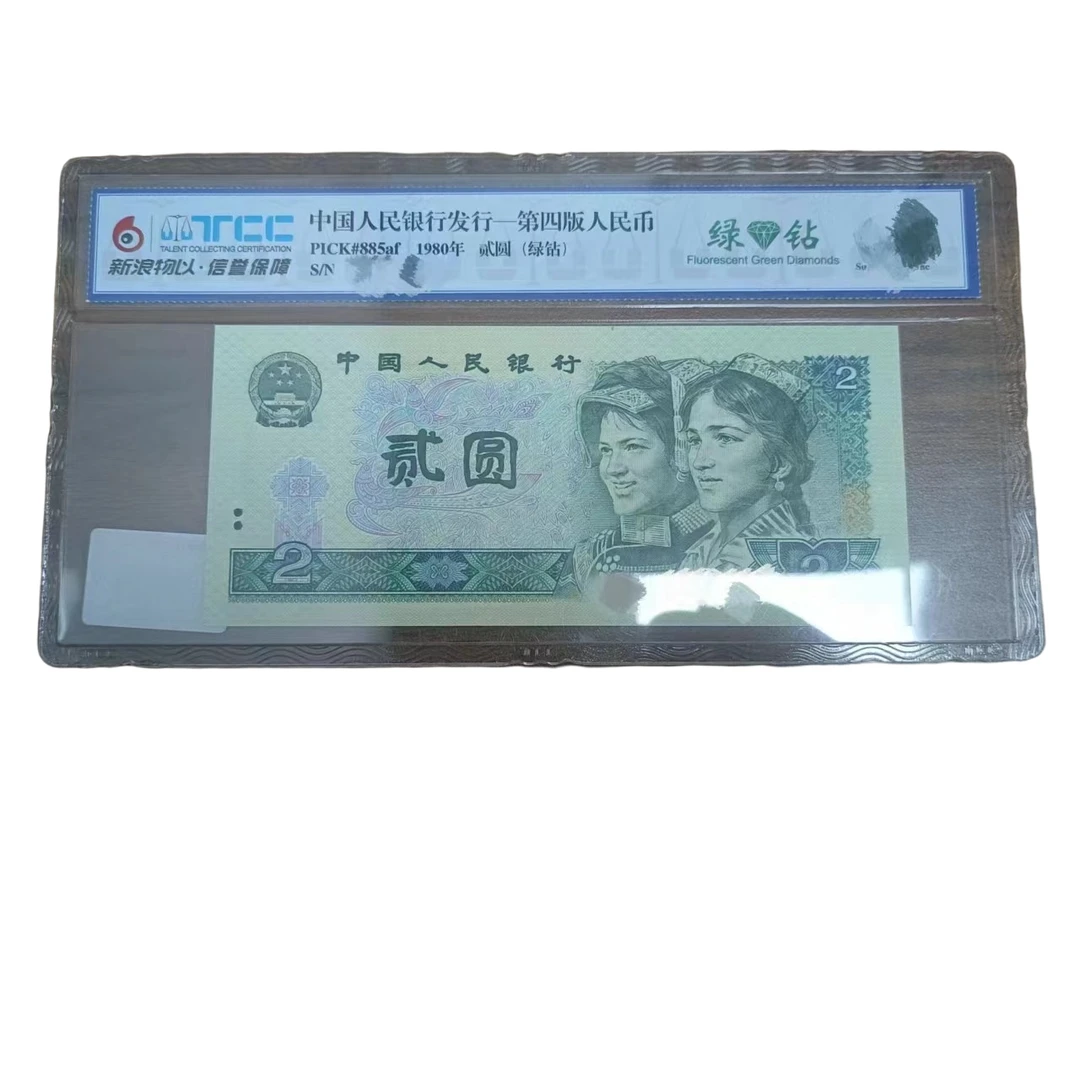 TCC
TALENT COLLECTING CERTIFICATION
新浪物以·信誉保障
中国人民银行发行—第四版人民币
PICK#885af 1980年 贰圆（绿钻）
S/N
绿 钻
Fluorescent Green Diamonds
中国人民银行
2
贰圆
2
2